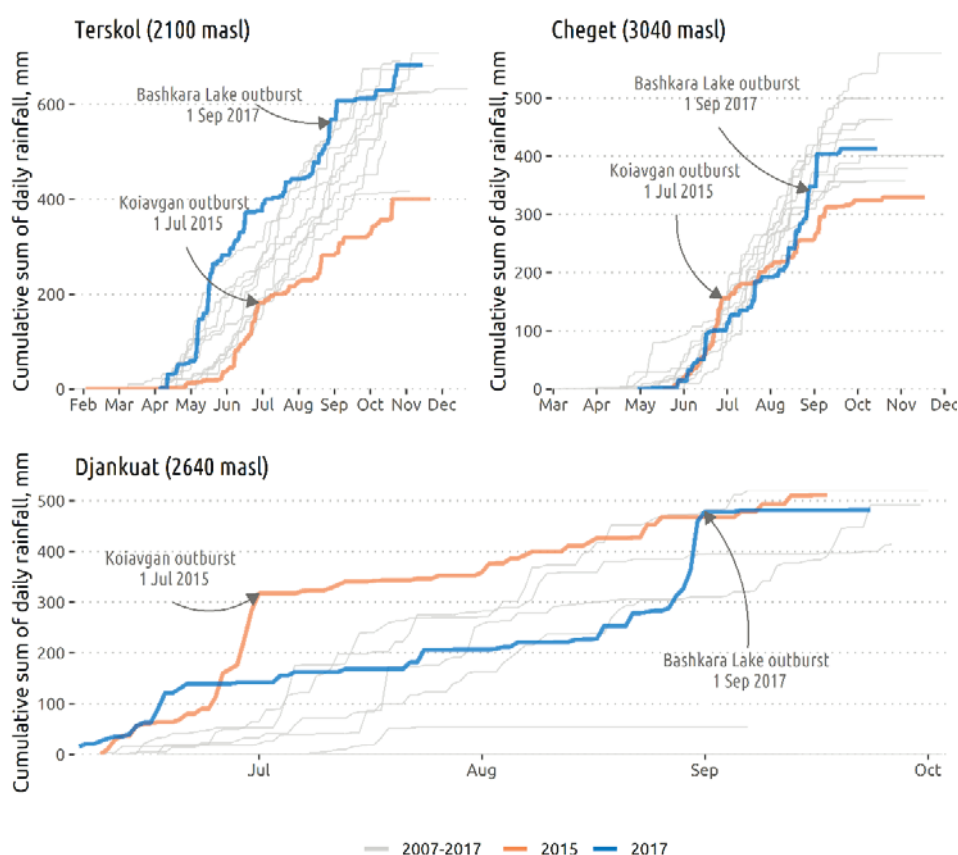 Terskol (2100 masl)
Cumulative sum of daily rainfall, mm
600
400
200
0
Bashkara Lake outburst
1 Sep 2017
Koiavgan outburst
1 Jul 2015
Feb Mar Apr May Jun Jul Aug Sep Oct Nov Dec
Cheget (3040 masl)
Cumulative sum of daily rainfall, mm
500
400
300
200
100
0
Bashkara Lake outburst
1 Sep 2017
Koiavgan outburst
1 Jul 2015
Mar Apr May Jun Jul Aug Sep Oct Nov Dec
Djankuat (2640 masl)
Cumulative sum of daily rainfall, mm
500
400
300
200
100
0
Koiavgan outburst
1 Jul 2015
Bashkara Lake outburst
1 Sep 2017
Jul Aug Sep Oct
2007-2017 2015 2017